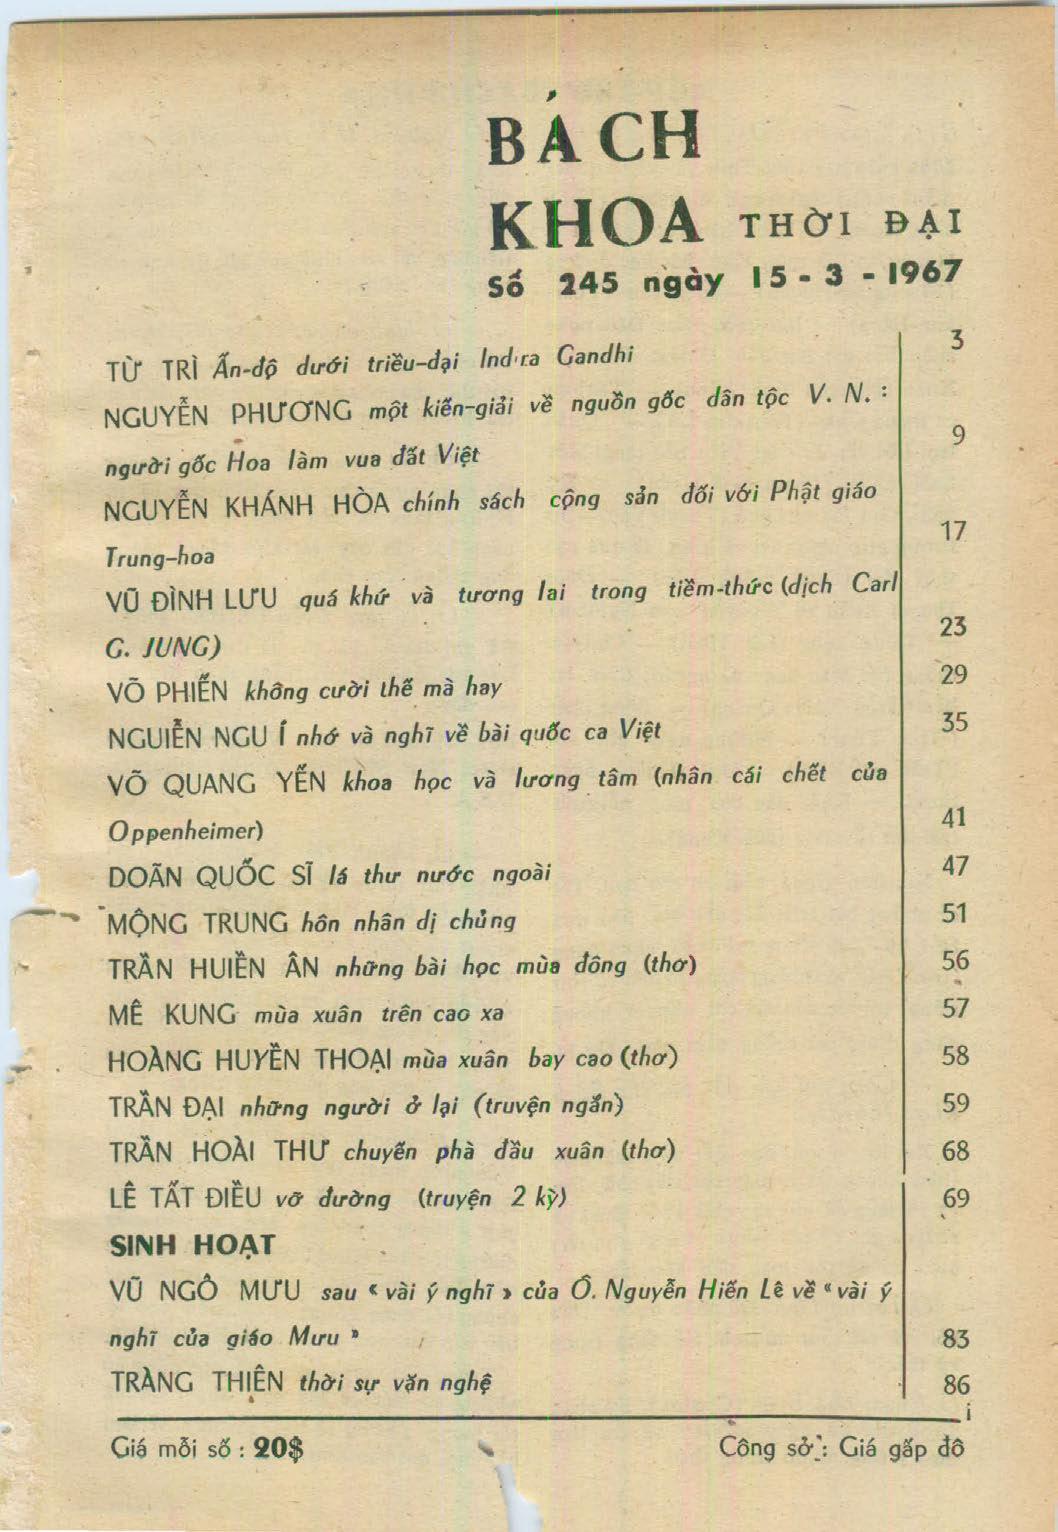 BÁCH
KHOA THỜI ĐẠI
Số 245 ngày 15 - 3 - 1967
TỪ TRÌ Ấn-độ dưới triều-đại Indira Gandhi 3
NGUYỄN PHƯƠNG một kiến-giải về nguồn gốc dân tộc V. N. :
người gốc Hoa làm vua đất Việt 9
NGUYỄN KHÁNH HÒA chính sách cộng sản đối với Phật giáo
Trung-hoa 17
VŨ ĐÌNH LƯU quá khứ và tương lai trong tiềm-thức (dịch Carl
G. JUNG) 23
VÕ PHIẾN không cười thế mà hay 29
NGUIỄN NGU Í nhớ và nghĩ về bài quốc ca Việt 35
VÕ QUANG YẾN khoa học và lương tâm (nhân cái chết của
Oppenheimer) 41
DOÃN QUỐC SĨ lá thư nước ngoài 47
MỘNG TRUNG hôn nhân dị chủng 51
TRẦN HUIỀN ÂN những bài học mùa đông (thơ) 56
MÊ KUNG mùa xuân trên cao xa 57
HOÀNG HUYỀN THOẠI mùa xuân bay cao (thơ) 58
TRẦN ĐẠI những người ở lại (truyện ngắn) 59
TRẦN HOÀI THƯ chuyến phà đầu xuân (thơ) 68
LÊ TẤT ĐIỀU vỡ đường (truyện 2 kỳ) 69
SINH HOẠT
VŨ NGÔ MƯU sau « vài ý nghĩ » của Ô. Nguyễn Hiến Lê về « vài ý
nghĩ của giáo Mưu » 83
TRÀNG THIÊN thời sự văn nghệ 86
Giá mỗi số : 20$ Công sở : Giá gấp đô